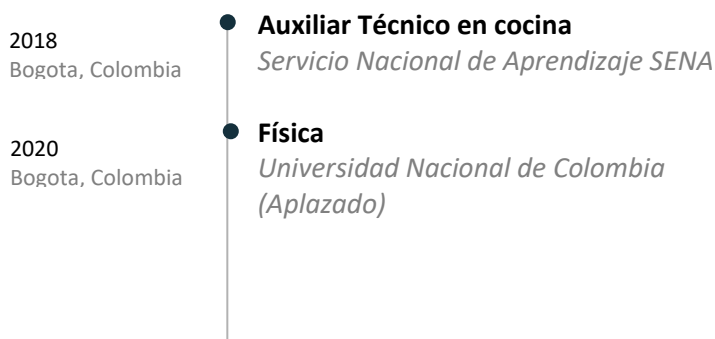 2018
Bogota, Colombia
Auxiliar Técnico en cocina
Servicio Nacional de Aprendizaje SENA
2020
Bogota, Colombia
Física
Universidad Nacional de Colombia
(Aplazado)